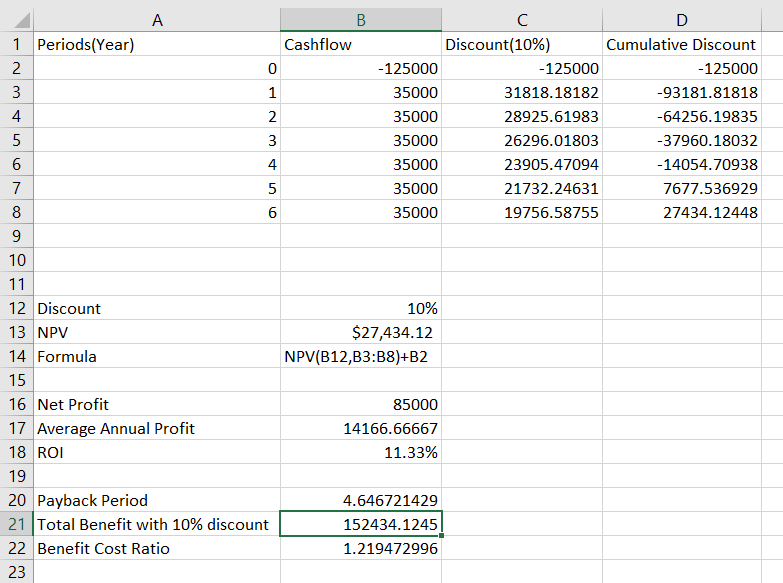 A B C D
1 Periods(Year) Cashflow Discount(10%) Cumulative Discount
2 0 -125000 -125000 -125000
3 1 35000 31818.18182 -93181.81818
4 2 35000 28925.61983 -64256.19835
5 3 35000 26296.01803 -37960.18032
6 4 35000 23905.47094 -14054.70938
7 5 35000 21732.24631 7677.536929
8 6 35000 19756.58755 27434.12448
9
10
11
12 Discount 10%
13 NPV $27,434.12
14 Formula NPV(B12,B3:B8)+B2
15
16 Net Profit 85000
17 Average Annual Profit 14166.66667
18 ROI 11.33%
19
20 Payback Period 4.646721429
21 Total Benefit with 10% discount 152434.1245
22 Benefit Cost Ratio 1.219472996
23